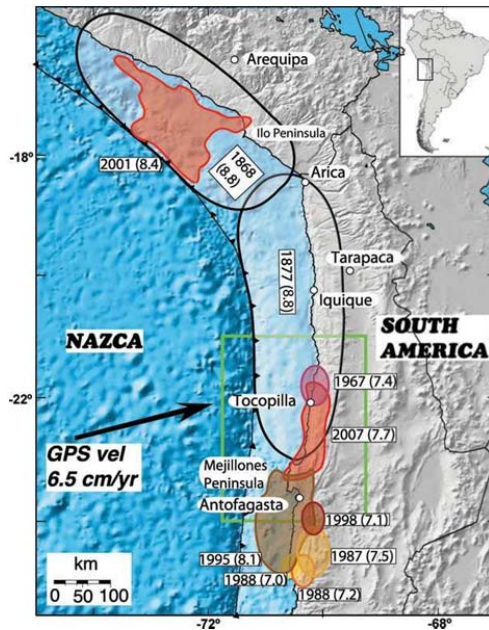 Arequipa
Ilo Peninsula
-18°
2001 (8.4)
1868
(8.8)
Arica
1877 (8.8)
Tarapaca
Iquique
NAZCA
SOUTH
AMERICA
1967 (7.4)
-22°
Tocopilla
2007 (7.7)
GPS vel
6.5 cm/yr
Mejillones
Peninsula
Antofagasta
1998 (7.1)
km
1995 (8.1)
1987 (7.5)
1988 (7.0)
0 50 100
1988 (7.2)
-72°
-68°